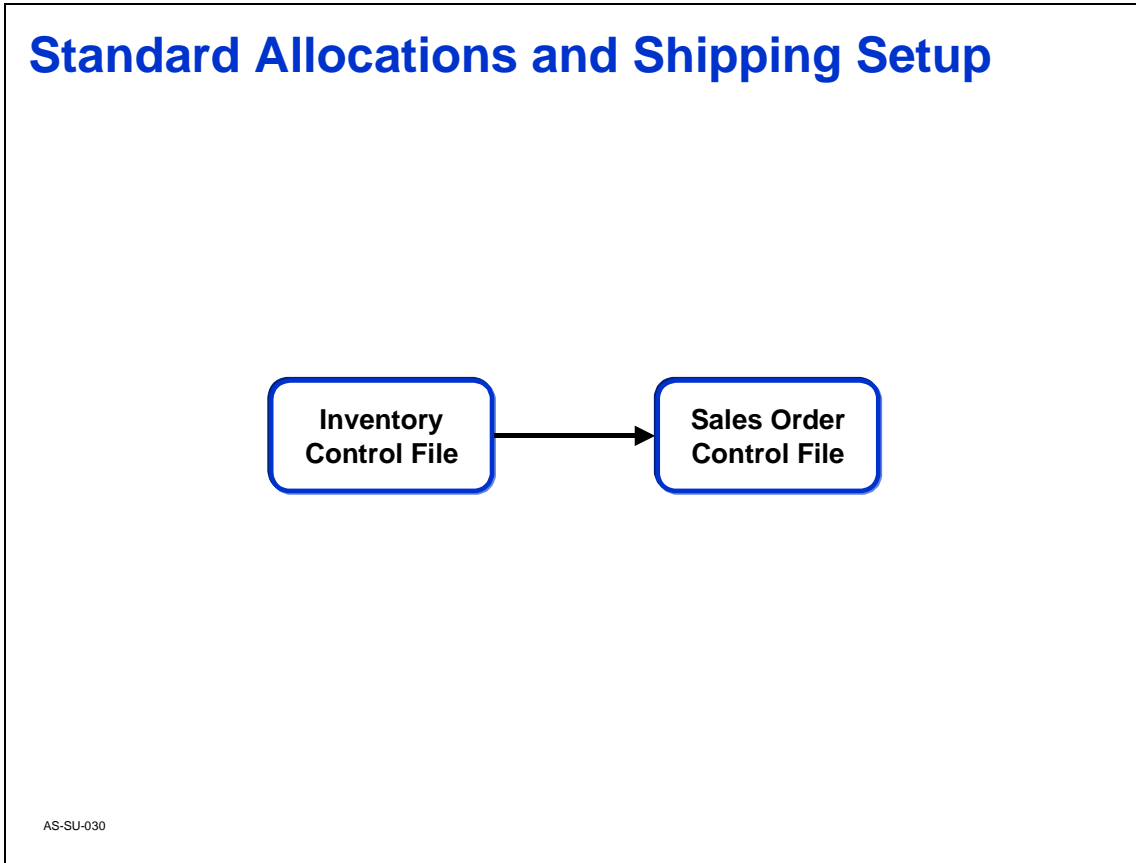 Standard Allocations and Shipping Setup
Inventory
Control File
Sales Order
Control File
AS-SU-030